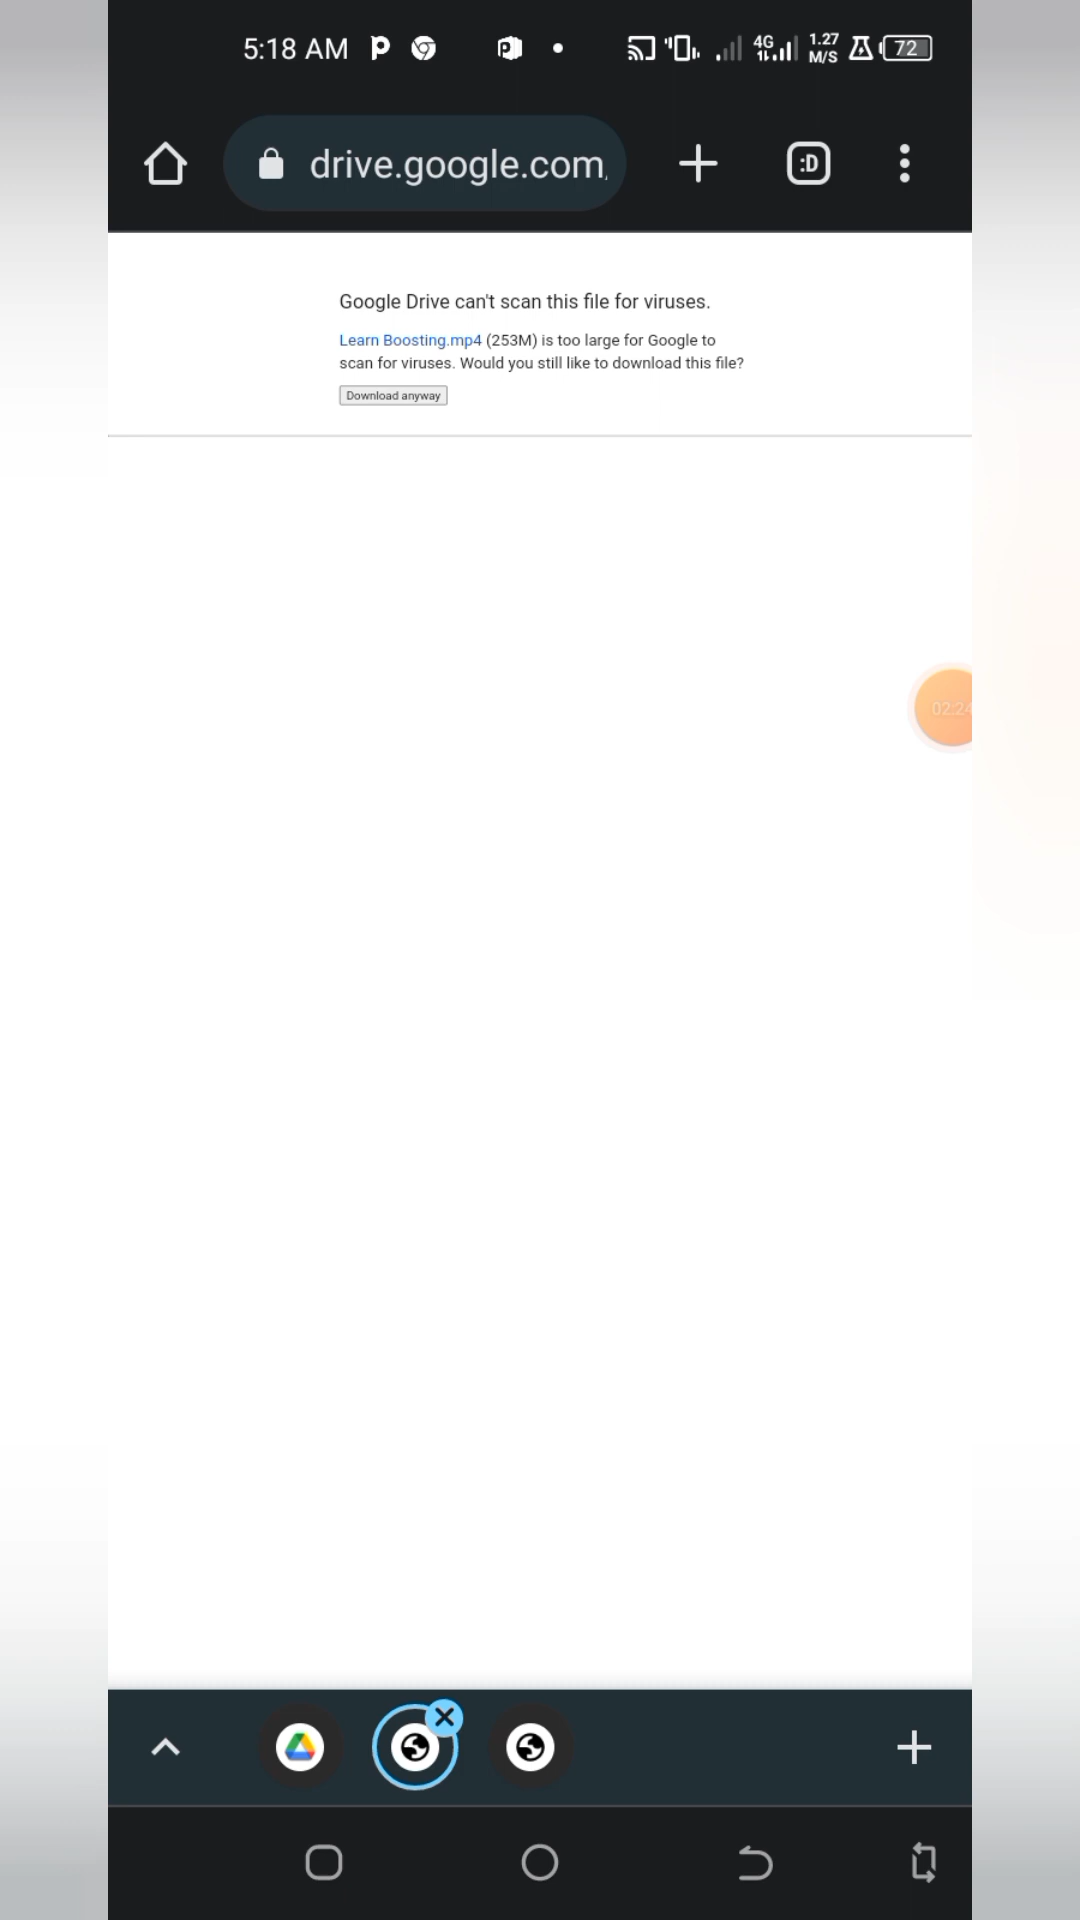 5:18 AM
4G
1.27
M/S
72
drive.google.com
:D
Google Drive can't scan this file for viruses.
Learn Boosting.mp4 (253M) is too large for Google to
scan for viruses. Would you still like to download this file?
Download anyway
02:24